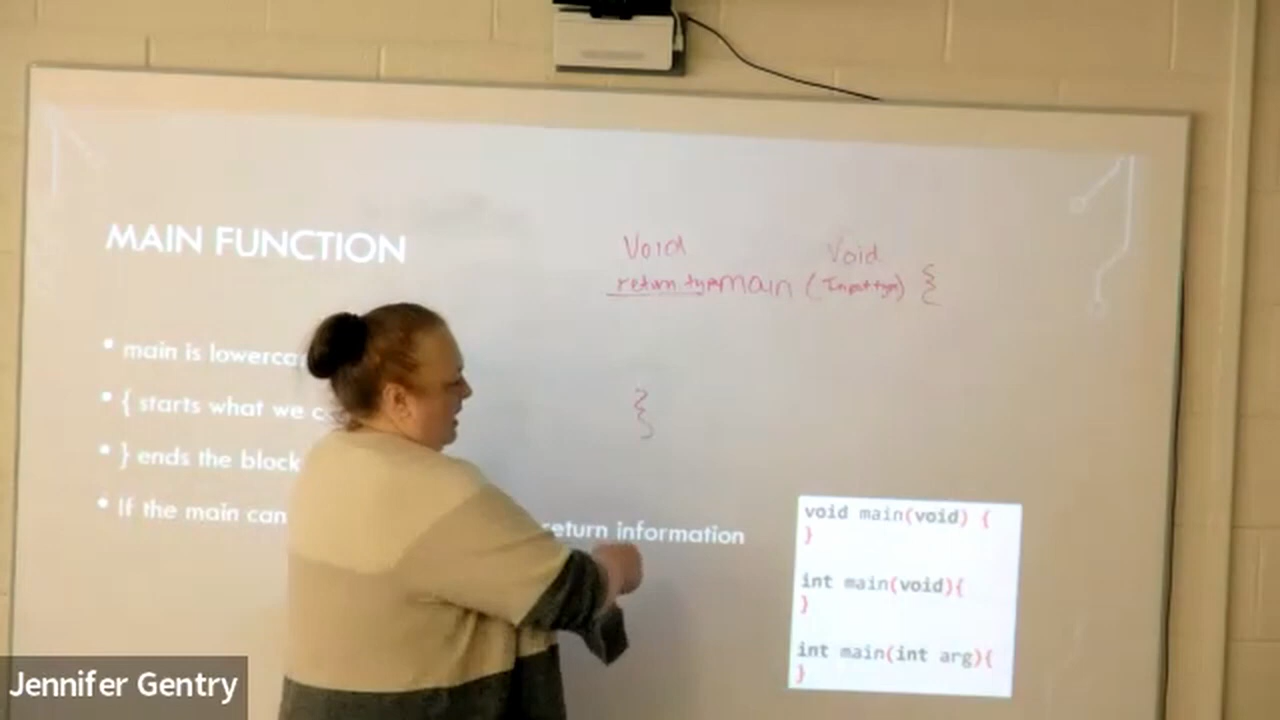 MAIN FUNCTION
Void Void
return type main (Input type) {
• main is lowerca
• { starts what we c
}
• } ends the block
• If the main can return information
void main(void) {
}
int main(void){
}
int main(int arg){
}
Jennifer Gentry